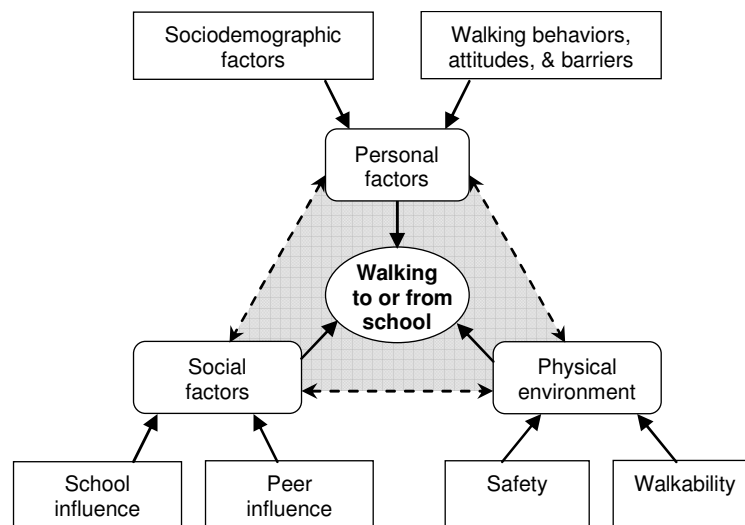 Sociodemographic
factors
Walking behaviors,
attitudes, & barriers
Personal
factors
Walking
to or from
school
Social
factors
Physical
environment
School
influence
Peer
influence
Safety
Walkability